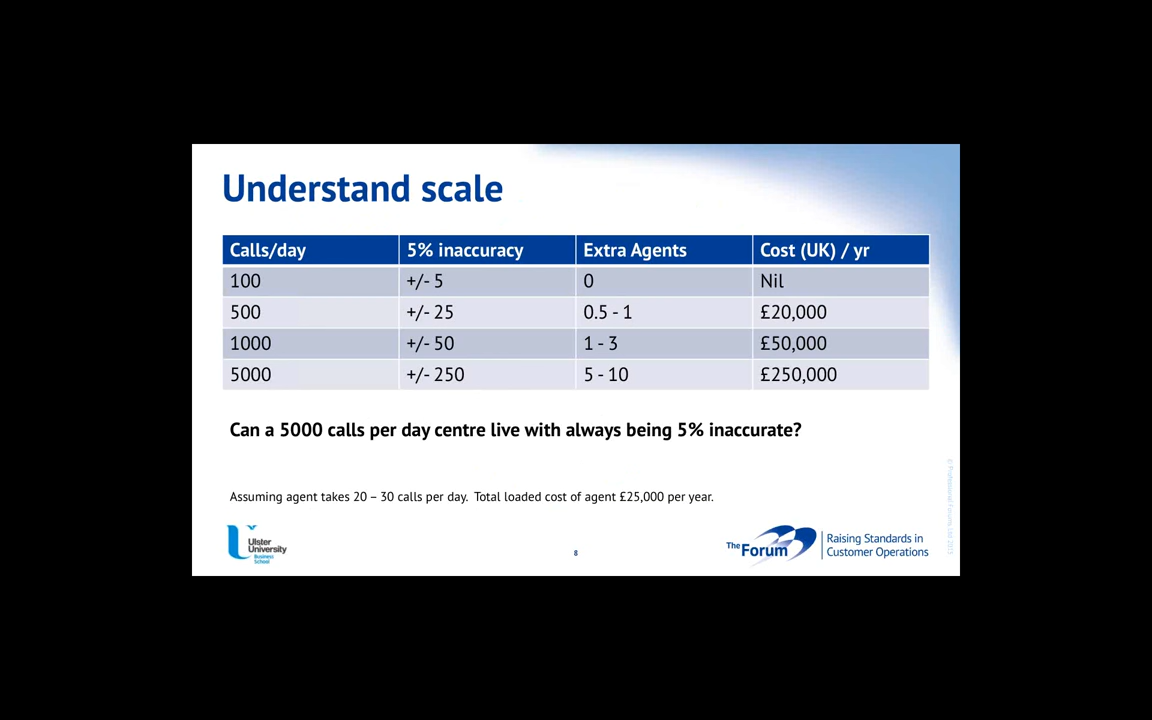 Understand scale
Calls/day 5% inaccuracy Extra Agents Cost (UK) / yr
100 +/- 5 0 Nil
500 +/- 25 0.5 - 1 £20,000
1000 +/- 50 1 - 3 £50,000
5000 +/- 250 5 - 10 £250,000
Can a 5000 calls per day centre live with always being 5% inaccurate?
Assuming agent takes 20 – 30 calls per day. Total loaded cost of agent £25,000 per year.
Ulster
University
Business
School
8
The Forum
Raising Standards in
Customer Operations